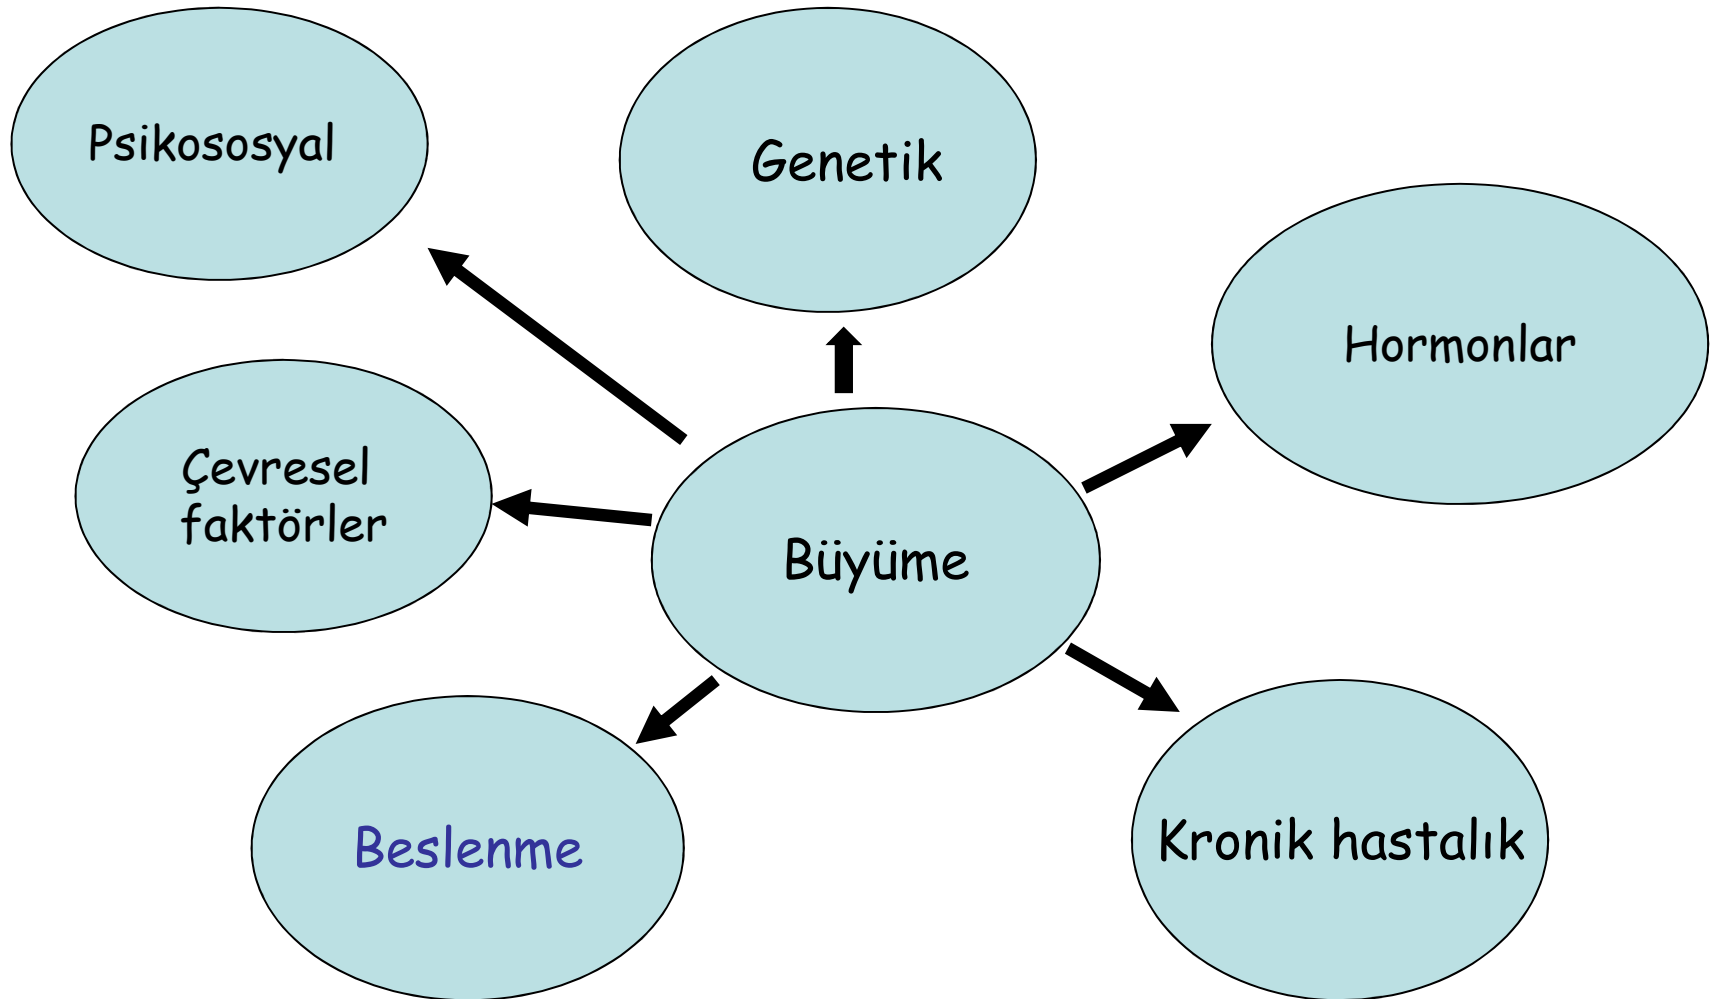 Psikososyal
Genetik
Hormonlar
Çevresel
faktörler
Büyüme
Beslenme
Kronik hastalık